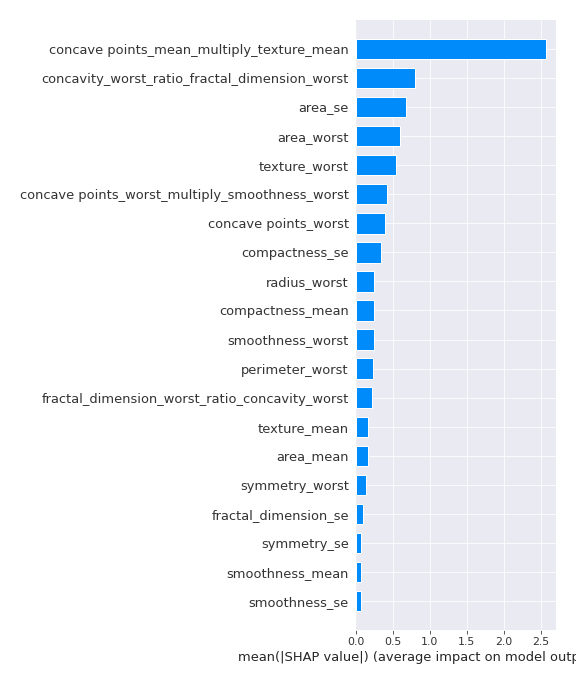 concave points_mean_multiply_texture_mean
concavity_worst_ratio_fractal_dimension_worst
area_se
area_worst
texture_worst
concave points_worst_multiply_smoothness_worst
concave points_worst
compactness_se
radius_worst
compactness_mean
smoothness_worst
perimeter_worst
fractal_dimension_worst_ratio_concavity_worst
texture_mean
area_mean
symmetry_worst
fractal_dimension_se
symmetry_se
smoothness_mean
smoothness_se
0.0 0.5 1.0 1.5 2.0 2.5
mean(|SHAP value|) (average impact on model outp